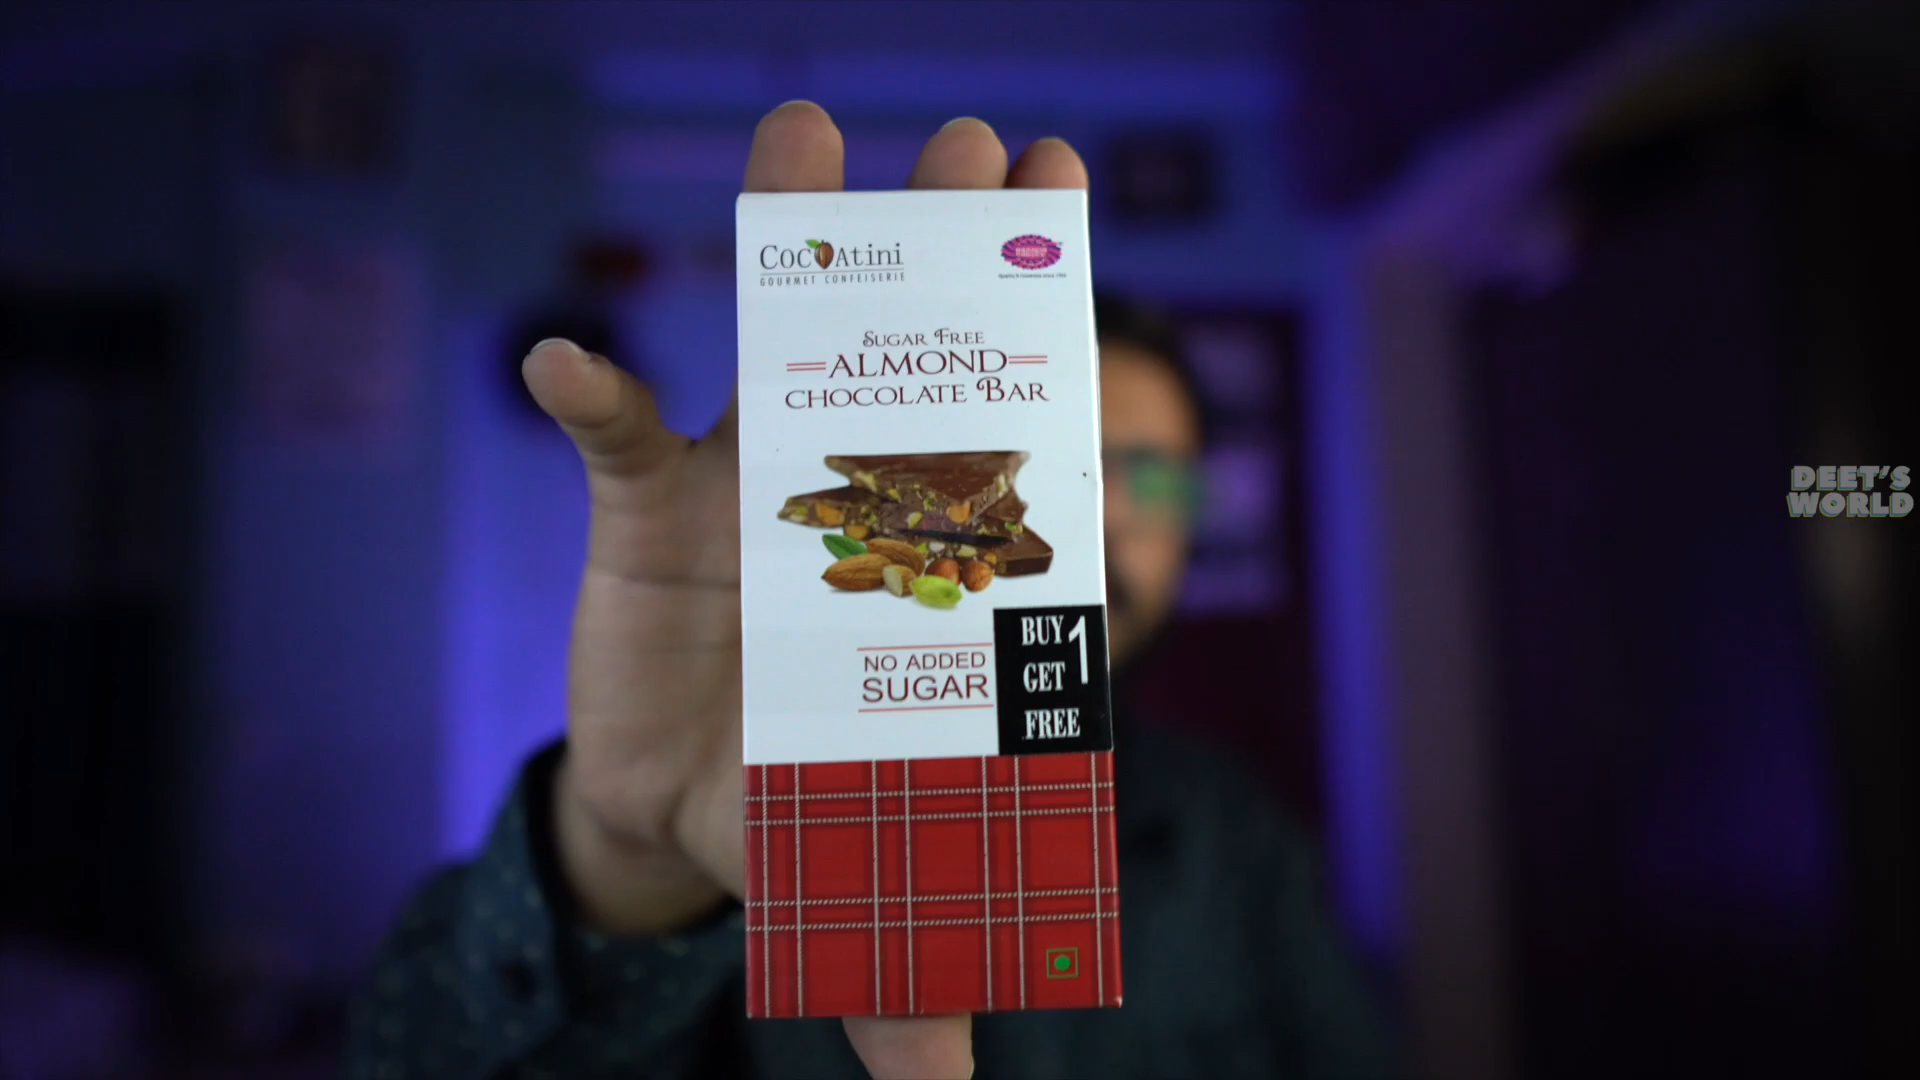 CocoAtini
GOURMET CONFEISERIE
SUGAR FREE
ALMOND
CHOCOLATE BAR
NO ADDED
SUGAR
BUY 1
GET
FREE
DEET'S
WORLD